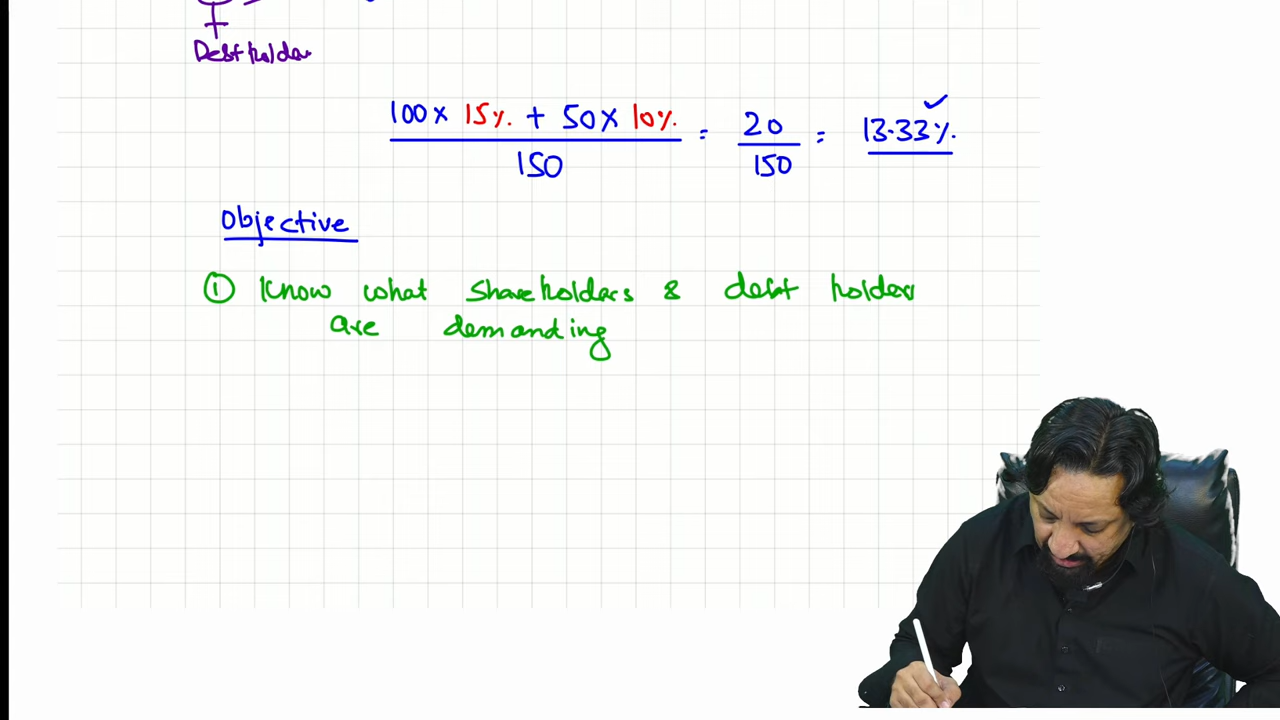 Debt holder
100 x 15% + 50 x 10% / 150 = 20 / 150 = 13.33% ✓
Objective
① Know what Shareholders & debt holders
are demanding